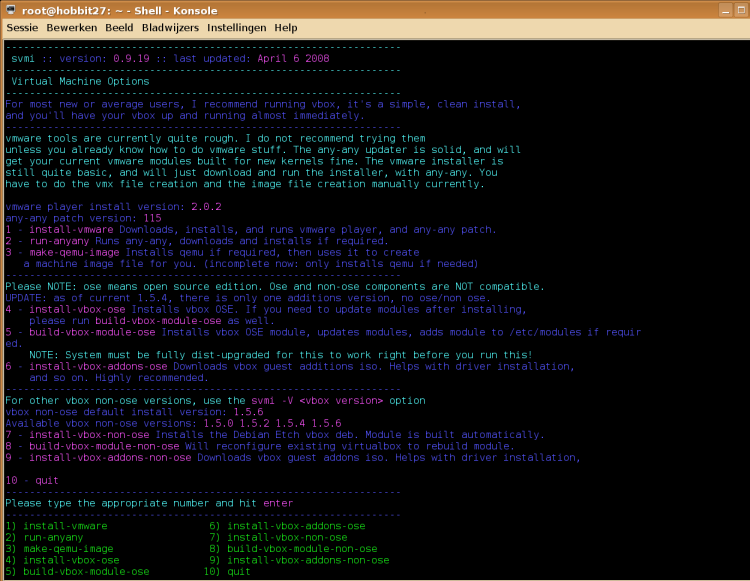 root@hobbit27: ~ - Shell - Konsole
Sessie Bewerken Beeld Bladwijzers Instellingen Help
--------------------------------------------------------------------
svmi :: version: 0.9.19 :: last updated: April 6 2008
--------------------------------------------------------------------
Virtual Machine Options
--------------------------------------------------------------------
For most new or average users, I recommend running vbox, it's a simple, clean install,
and you'll have your vbox up and running almost immediately.
--------------------------------------------------------------------
vmware tools are currently quite rough. I do not recommend trying them
unless you already know how to do vmware stuff. The any-any updater is solid, and will
get your current vmware modules built for new kernels fine. The vmware installer is
still quite basic, and will just download and run the installer, with any-any. You
have to do the vmx file creation and the image file creation manually currently.
vmware player install version: 2.0.2
any-any patch version: 115
1 - install-vmware Downloads, installs, and runs vmware player, and any-any patch.
2 - run-anyany Runs any-any, downloads and installs if required.
3 - make-qemu-image Installs qemu if required, then uses it to create
a machine image file for you. (incomplete now: only installs qemu if needed)
--------------------------------------------------------------------
Please NOTE: ose means open source edition. Ose and non-ose components are NOT compatible.
UPDATE: as of current 1.5.4, there is only one additions version, no ose/non ose.
4 - install-vbox-ose Installs vbox OSE. If you need to update modules after installing,
please run build-vbox-module-ose as well.
5 - build-vbox-module-ose Installs vbox OSE module, updates modules, adds module to /etc/modules if requir
ed.
NOTE: System must be fully dist-upgraded for this to work right before you run this!
6 - install-vbox-addons-ose Downloads vbox guest additions iso. Helps with driver installation,
and so on. Highly recommended.
--------------------------------------------------------------------
For other vbox non-ose versions, use the svmi -V <vbox version> option
vbox non-ose default install version: 1.5.6
Available vbox non-ose versions: 1.5.0 1.5.2 1.5.4 1.5.6
7 - install-vbox-non-ose Installs the Debian Etch vbox deb. Module is built automatically.
8 - build-vbox-module-non-ose Will reconfigure existing virtualbox to rebuild module.
9 - install-vbox-addons-non-ose Downloads vbox guest addons iso. Helps with driver installation,
10 - quit
--------------------------------------------------------------------
Please type the appropriate number and hit enter
--------------------------------------------------------------------
1) install-vmware 6) install-vbox-addons-ose
2) run-anyany 7) install-vbox-non-ose
3) make-qemu-image 8) build-vbox-module-non-ose
4) install-vbox-ose 9) install-vbox-addons-non-ose
5) build-vbox-module-ose 10) quit